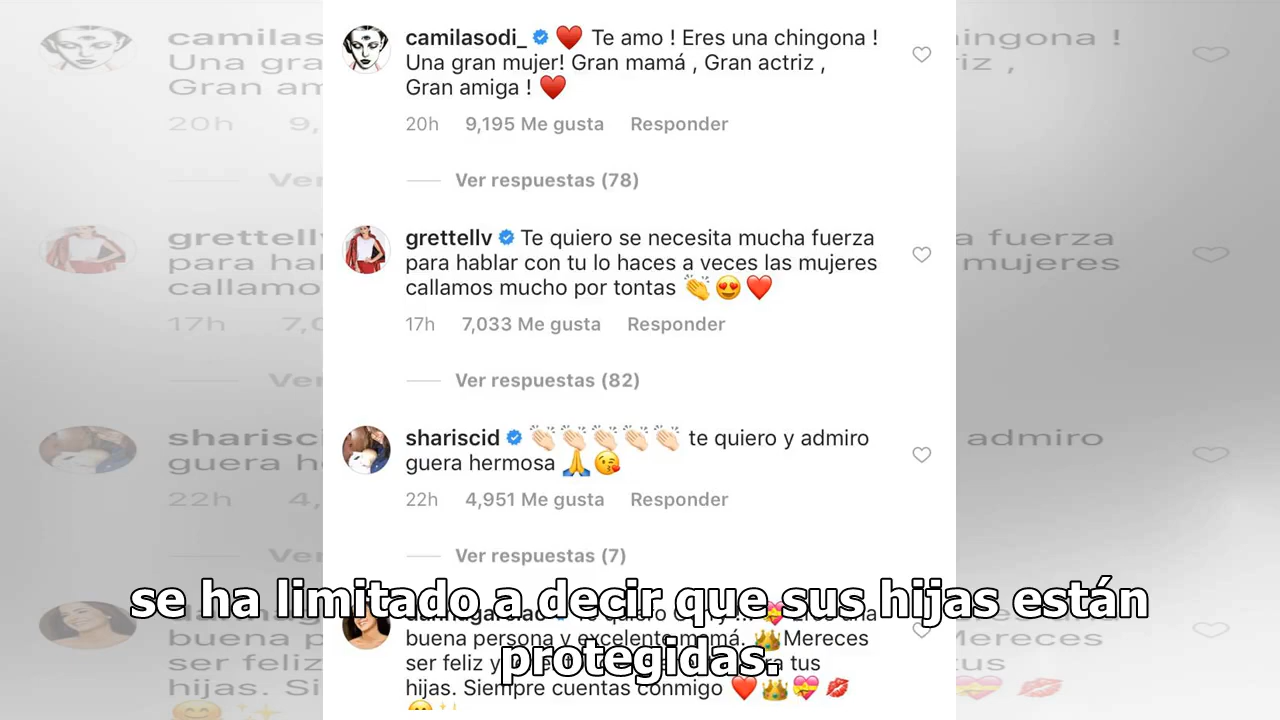 camilasodi_ ❤️ Te amo ! Eres una chingona !
Una gran mujer! Gran mamá , Gran actriz ,
Gran amiga ! ❤️
20h 9,195 Me gusta Responder
Ver respuestas (78)
grettellv Te quiero se necesita mucha fuerza
para hablar con tu lo haces a veces las mujeres
callamos mucho por tontas 👏🏻😍❤️
17h 7,033 Me gusta Responder
Ver respuestas (82)
shariscid 👏🏻👏🏻👏🏻👏🏻👏🏻 te quiero y admiro
guera hermosa 🙏😘
22h 4,951 Me gusta Responder
Ver respuestas (7)
buena persona y excelente mamá. 👑Mereces
ser feliz y tus
hijas. Siempre cuentas conmigo ❤️👑💝💋
se ha limitado a decir que sus hijas están
protegidas.